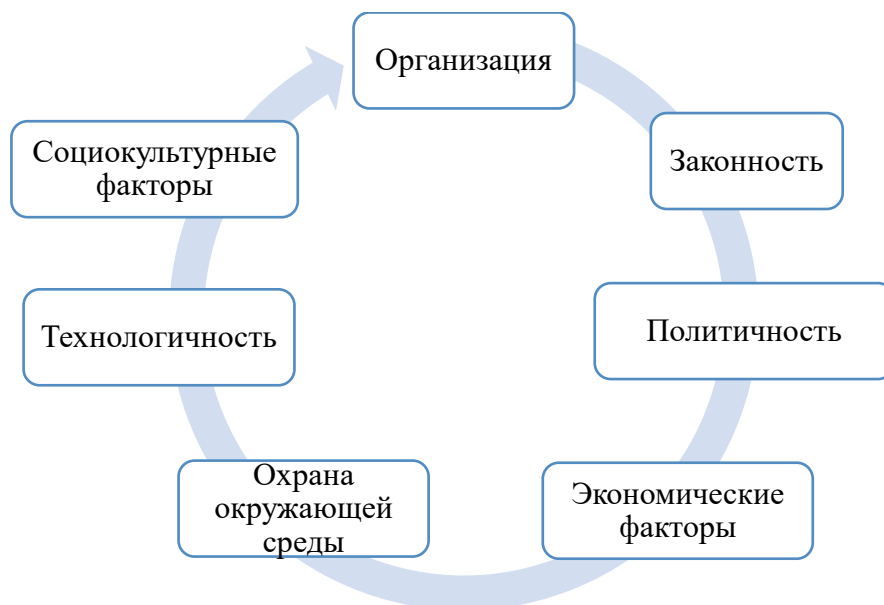 Организация
Законность
Политичность
Экономические
факторы
Охрана
окружающей
среды
Технологичность
Социокультурные
факторы